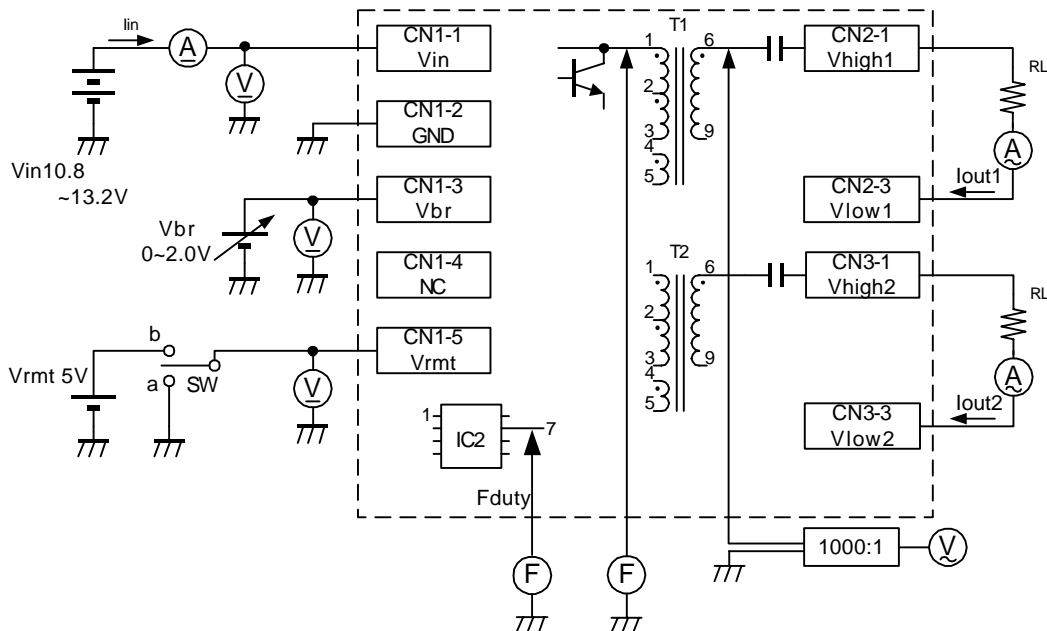 Iin
A
V
CN1-1
Vin
CN1-2
GND
Vin10.8
~13.2V
CN1-3
Vbr
Vbr
0~2.0V
V
CN1-4
NC
CN1-5
Vrmt
b
a
SW
Vrmt 5V
V
1
IC2
7
Fduty
F
F
T1
1
2
3
4
5
6
9
CN2-1
Vhigh1
RL
A
Iout1
CN2-3
Vlow1
T2
1
2
3
4
5
6
9
CN3-1
Vhigh2
RL
A
Iout2
CN3-3
Vlow2
1000:1
V